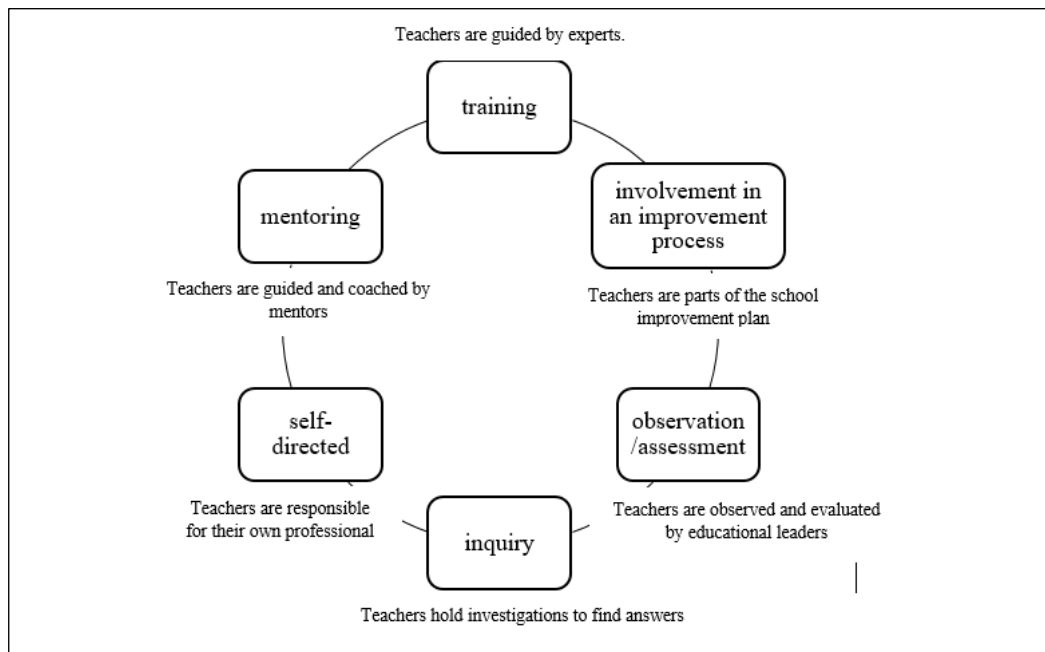 Teachers are guided by experts.
training
involvement in
an improvement
process
Teachers are parts of the school
improvement plan
observation
/assessment
Teachers are observed and evaluated
by educational leaders
inquiry
Teachers hold investigations to find answers
self-
directed
Teachers are responsible
for their own professional
mentoring
Teachers are guided and coached by
mentors